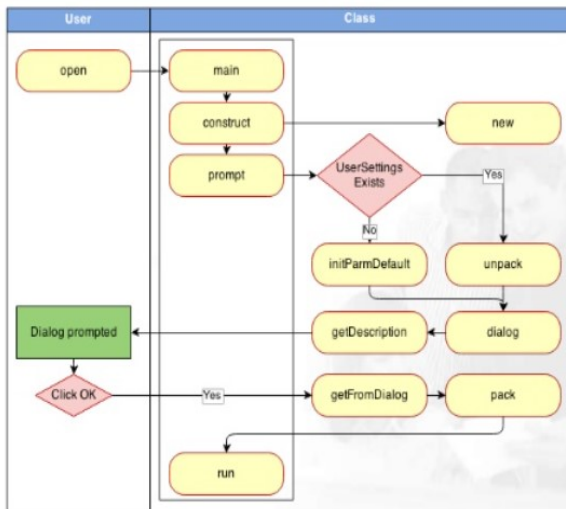 User
Class
open
main
construct
new
prompt
UserSettings
Exists
Yes
No
initParmDefault
unpack
Dialog prompted
getDescription
dialog
Click OK
Yes
getFromDialog
pack
run